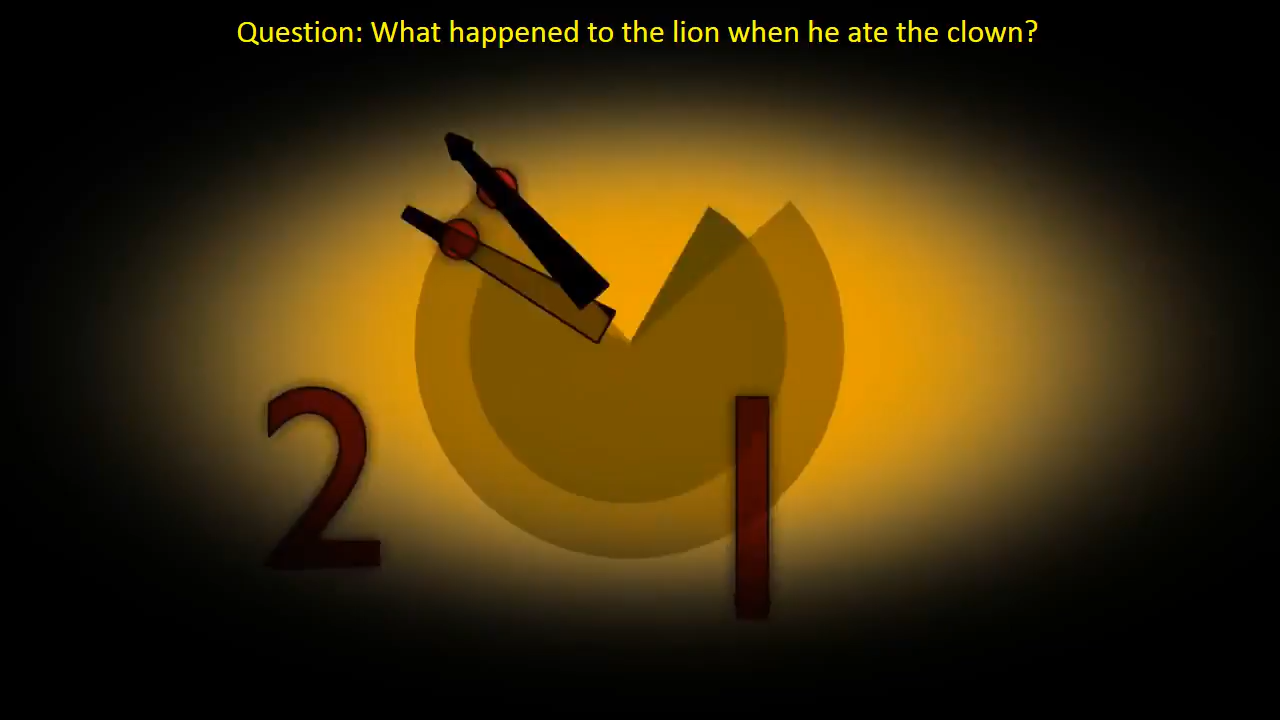 Question: What happened to the lion when he ate the clown?
2 1